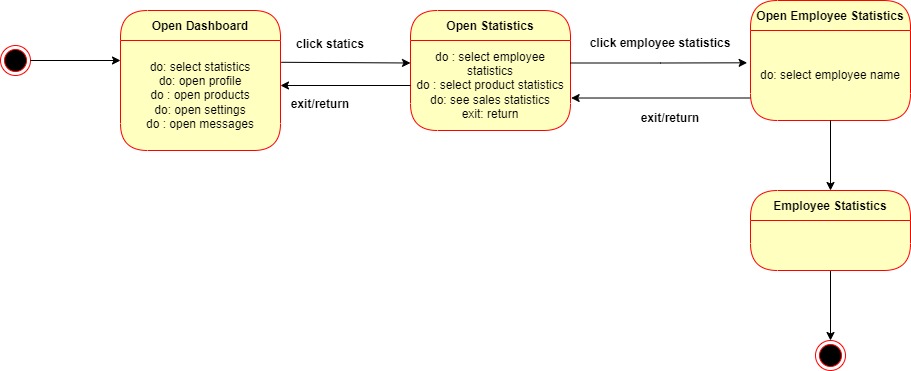 Open Dashboard
do: select statistics
do: open profile
do : open products
do: open settings
do : open messages
click statics
exit/return
Open Statistics
do : select employee
statistics
do : select product statistics
do: see sales statistics
exit: return
click employee statistics
exit/return
Open Employee Statistics
do: select employee name
Employee Statistics